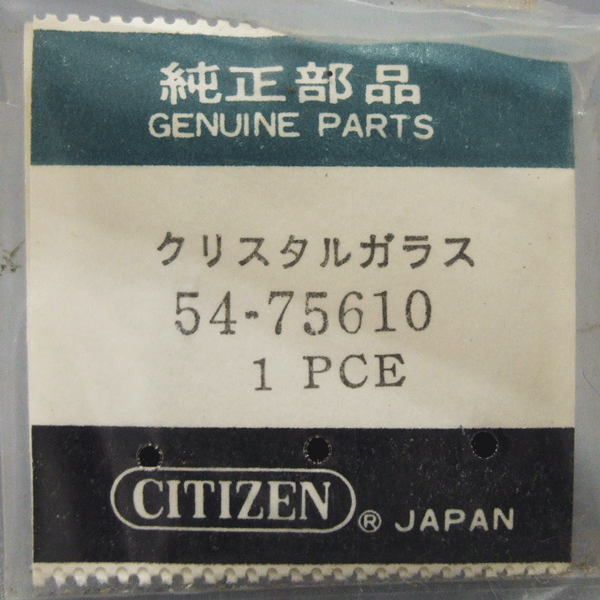 純正部品
GENUINE PARTS
クリスタルガラス
54-75610
1 PCE
CITIZEN
® JAPAN